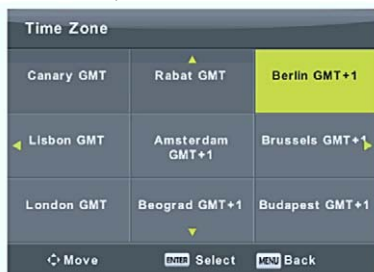 Time Zone
Canary GMT Rabat GMT Berlin GMT+1
Lisbon GMT Amsterdam GMT+1 Brussels GMT+1
London GMT Beograd GMT+1 Budapest GMT+1
Move ENTER Select MENU Back